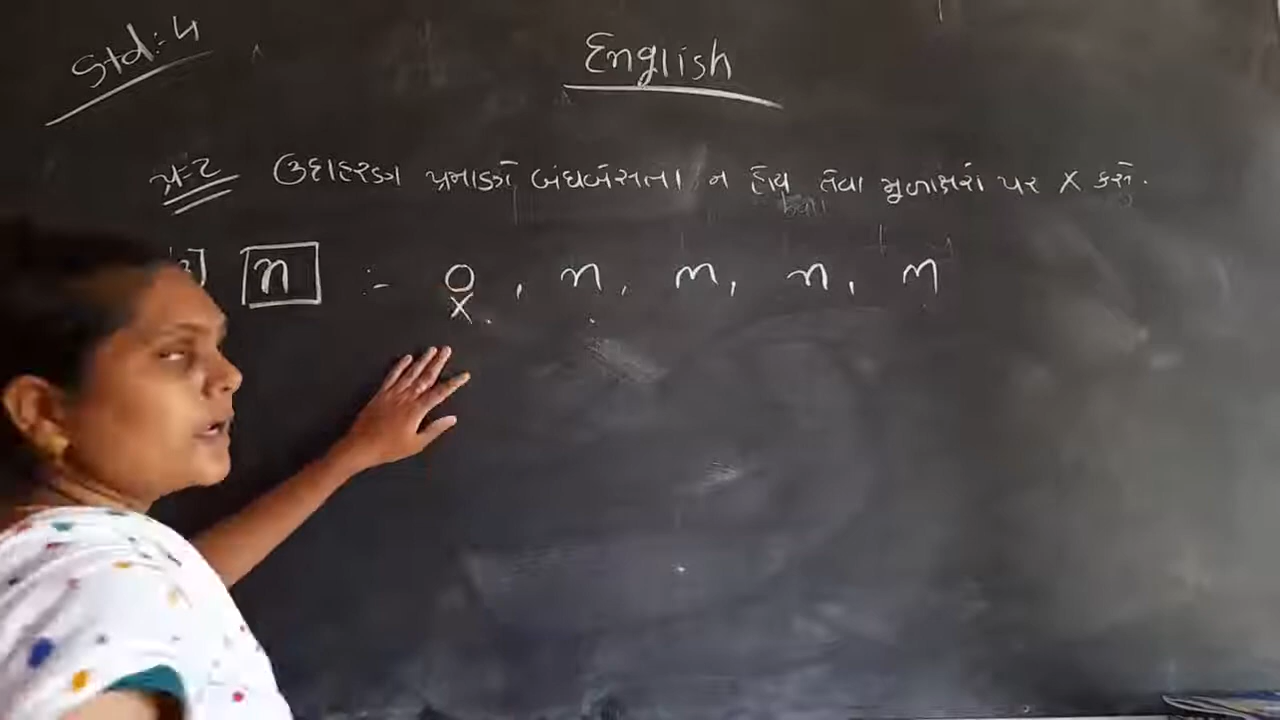 Std:- 4
English
પ્ર-૨ ઉદાહરણ પ્રમાણે બંધબેસતા ન હોય તેવા મુળાક્ષરો પર X કરો.
n :- o, n, m, n, m
X